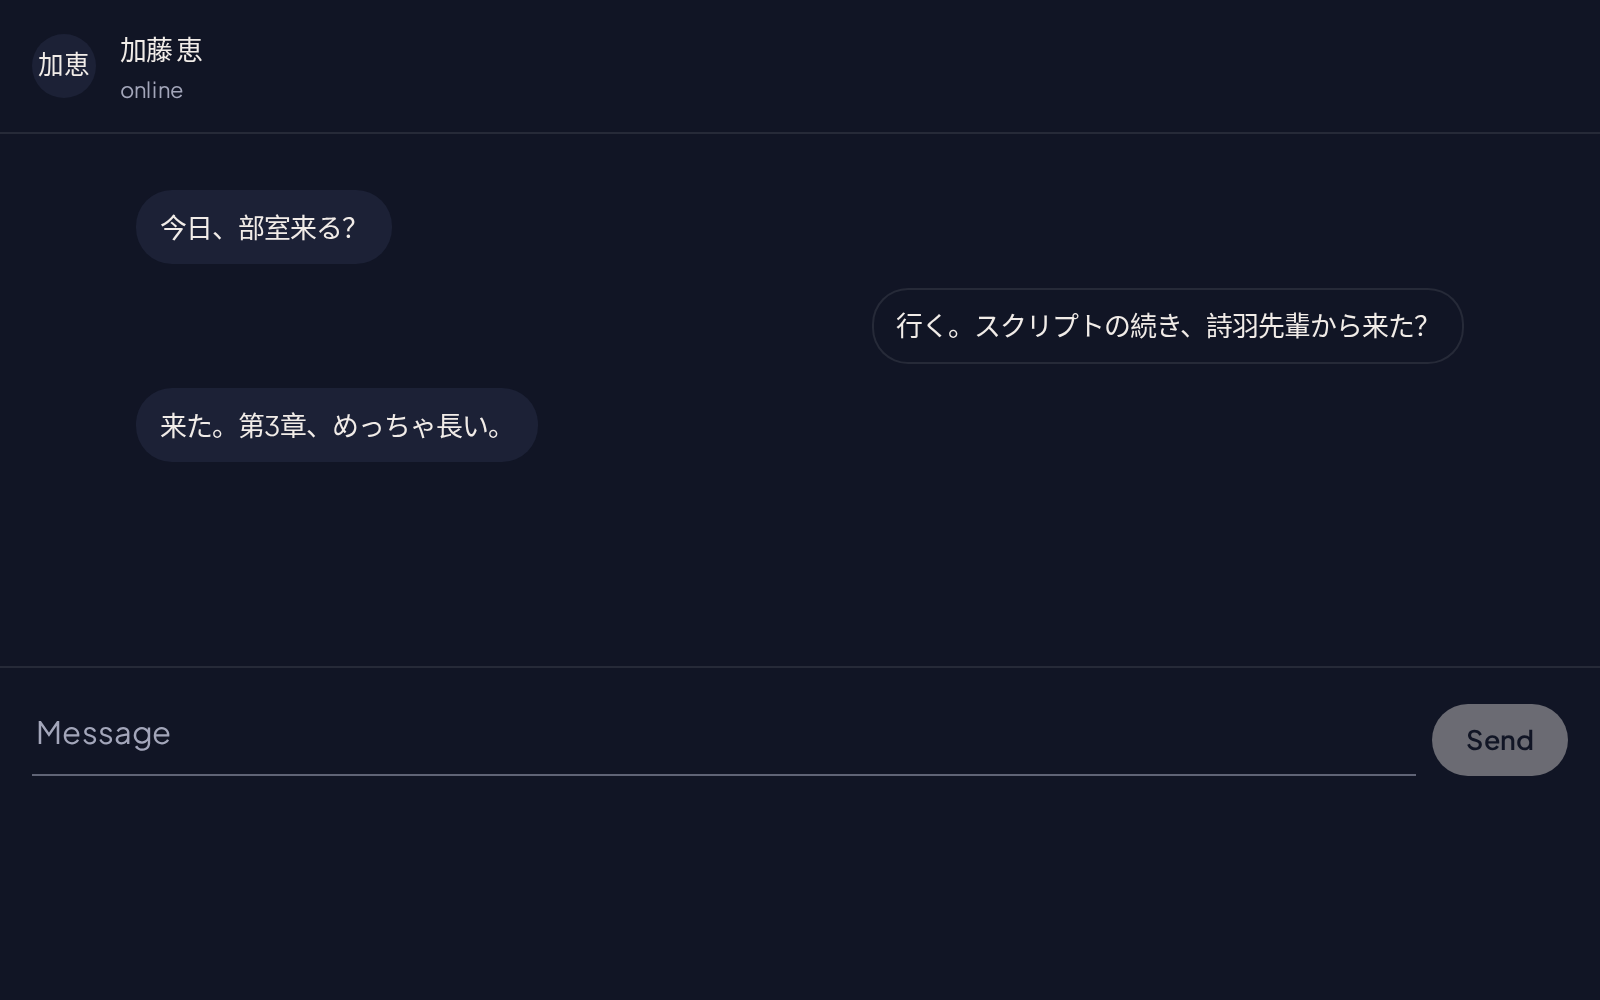 加恵
加藤 恵
online
今日、部室来る？
行く。スクリプトの続き、詩羽先輩から来た？
来た。第3章、めっちゃ長い。
Message
Send